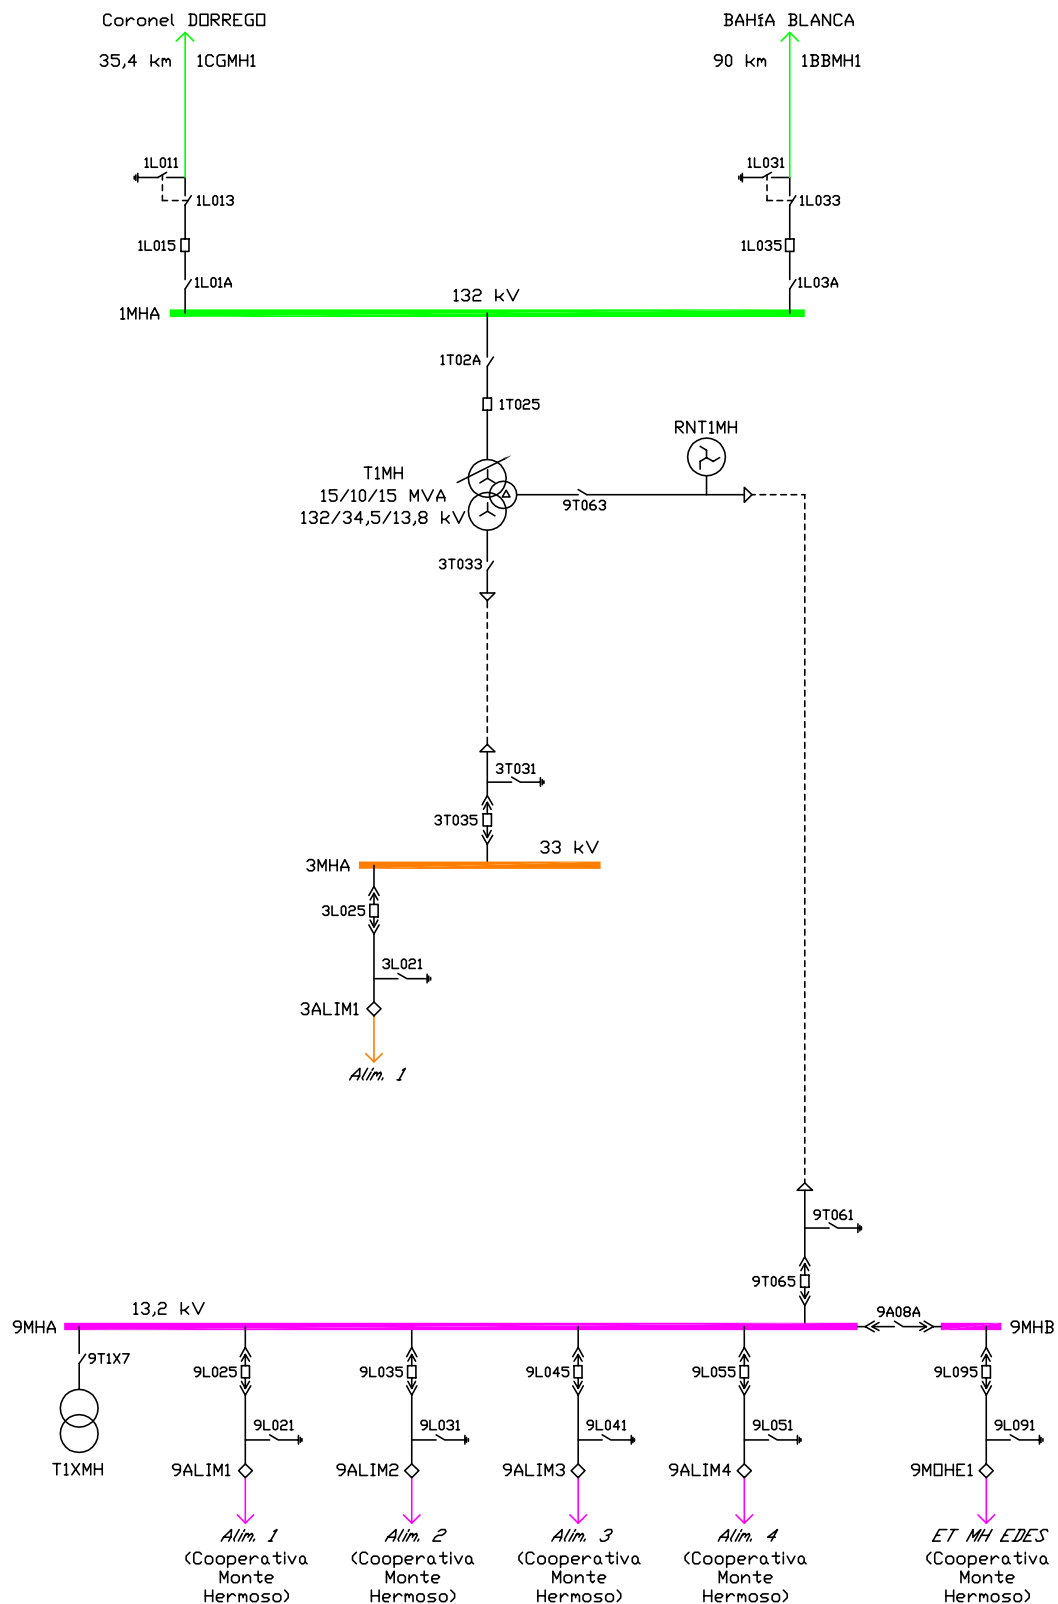 Coronel DORREGO
BAHíA BLANCA
35,4 km 1CGMH1
90 km 1BBMH1
1L011
1L031
1L013
1L033
1L015
1L035
1L01A
1L03A
132 kV
1MHA
1T02A
1T025
RNT1MH
T1MH
15/10/15 MVA
132/34,5/13,8 kV
9T063
3T033
3T031
3T035
33 kV
3MHA
3L025
3L021
3ALIM1
Alim. 1
9T061
9T065
13,2 kV
9A08A
9MHA
9MHB
9T1X7
9L025
9L035
9L045
9L055
9L095
9L021
9L031
9L041
9L051
9L091
T1XMH
9ALIM1
9ALIM2
9ALIM3
9ALIM4
9MOHE1
Alim. 1
(Cooperativa
Monte
Hermoso)
Alim. 2
(Cooperativa
Monte
Hermoso)
Alim. 3
(Cooperativa
Monte
Hermoso)
Alim. 4
(Cooperativa
Monte
Hermoso)
ET MH EDES
(Cooperativa
Monte
Hermoso)